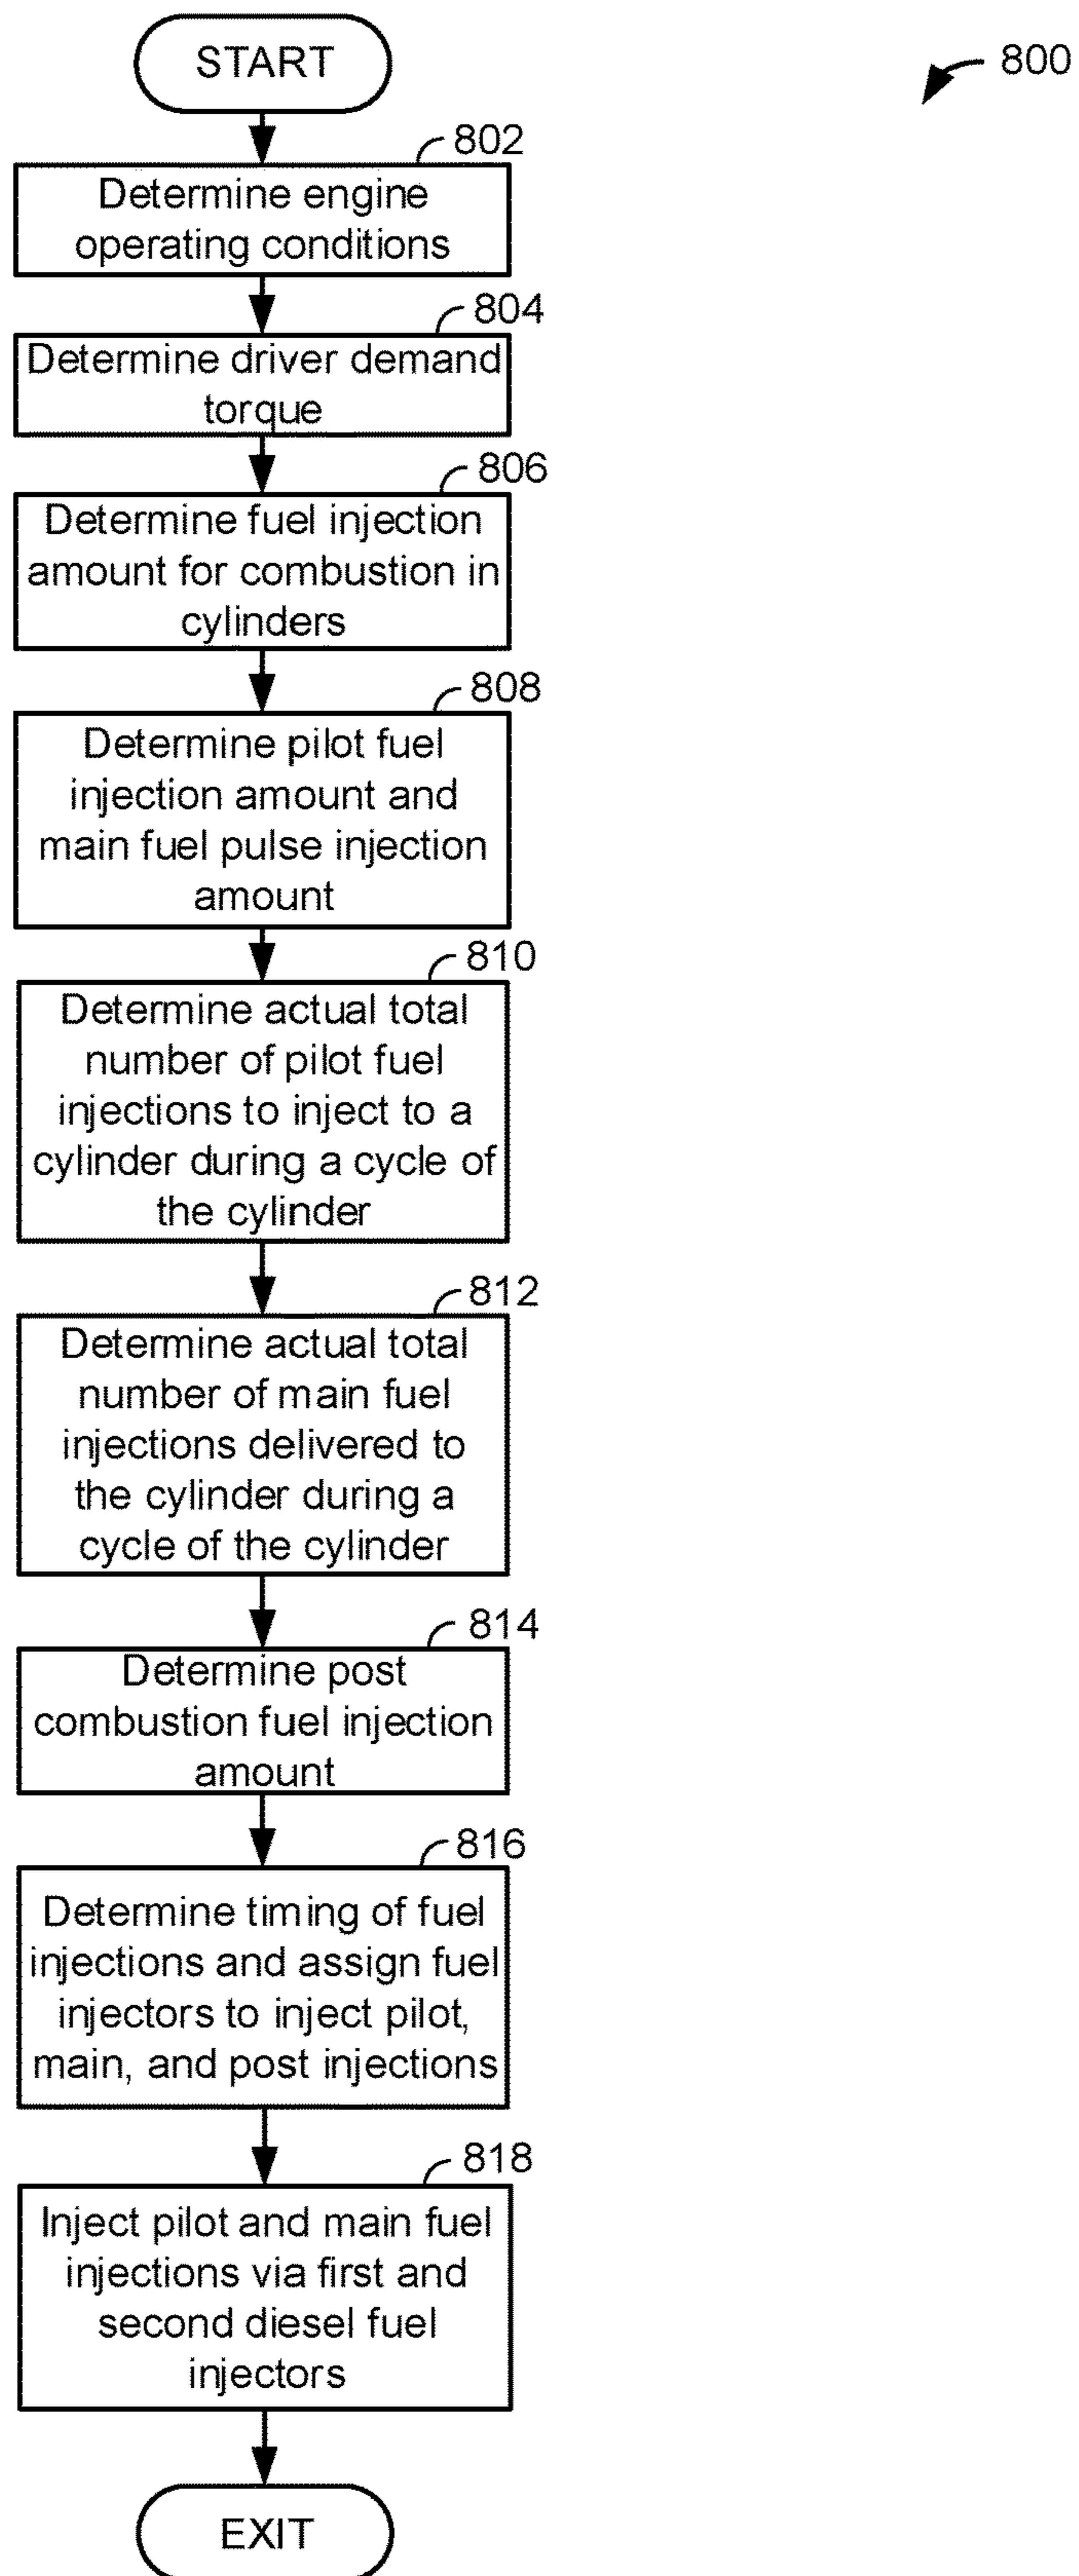 START
800
802
Determine engine
operating conditions
804
Determine driver demand
torque
806
Determine fuel injection
amount for combustion in
cylinders
808
Determine pilot fuel
injection amount and
main fuel pulse injection
amount
810
Determine actual total
number of pilot fuel
injections to inject to a
cylinder during a cycle of
the cylinder
812
Determine actual total
number of main fuel
injections delivered to
the cylinder during a
cycle of the cylinder
814
Determine post
combustion fuel injection
amount
816
Determine timing of fuel
injections and assign fuel
injectors to inject pilot,
main, and post injections
818
Inject pilot and main fuel
injections via first and
second diesel fuel
injectors
EXIT